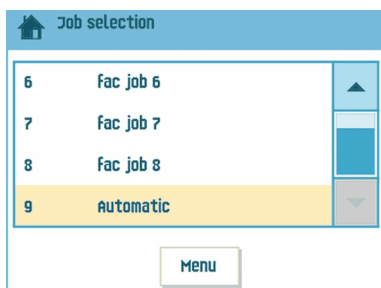 Job selection
6 fac job 6
7 fac job 7
8 fac job 8
9 Automatic
Menu